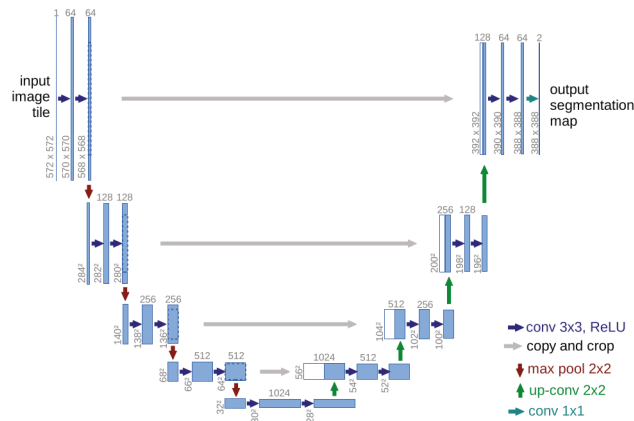 1 64 64
128 64 64 2
input
image
tile
output
segmentation
map
572 x 572
570 x 570
568 x 568
392 x 392
390 x 390
388 x 388
388 x 388
128 128
256 128
284²
282²
280²
200²
198²
196²
256 256
512 256
140²
138²
136²
104²
102²
100²
512 512
1024 512
68²
66²
64²
56²
54²
52²
1024
32²
30²
28²
conv 3x3, ReLU
copy and crop
max pool 2x2
up-conv 2x2
conv 1x1